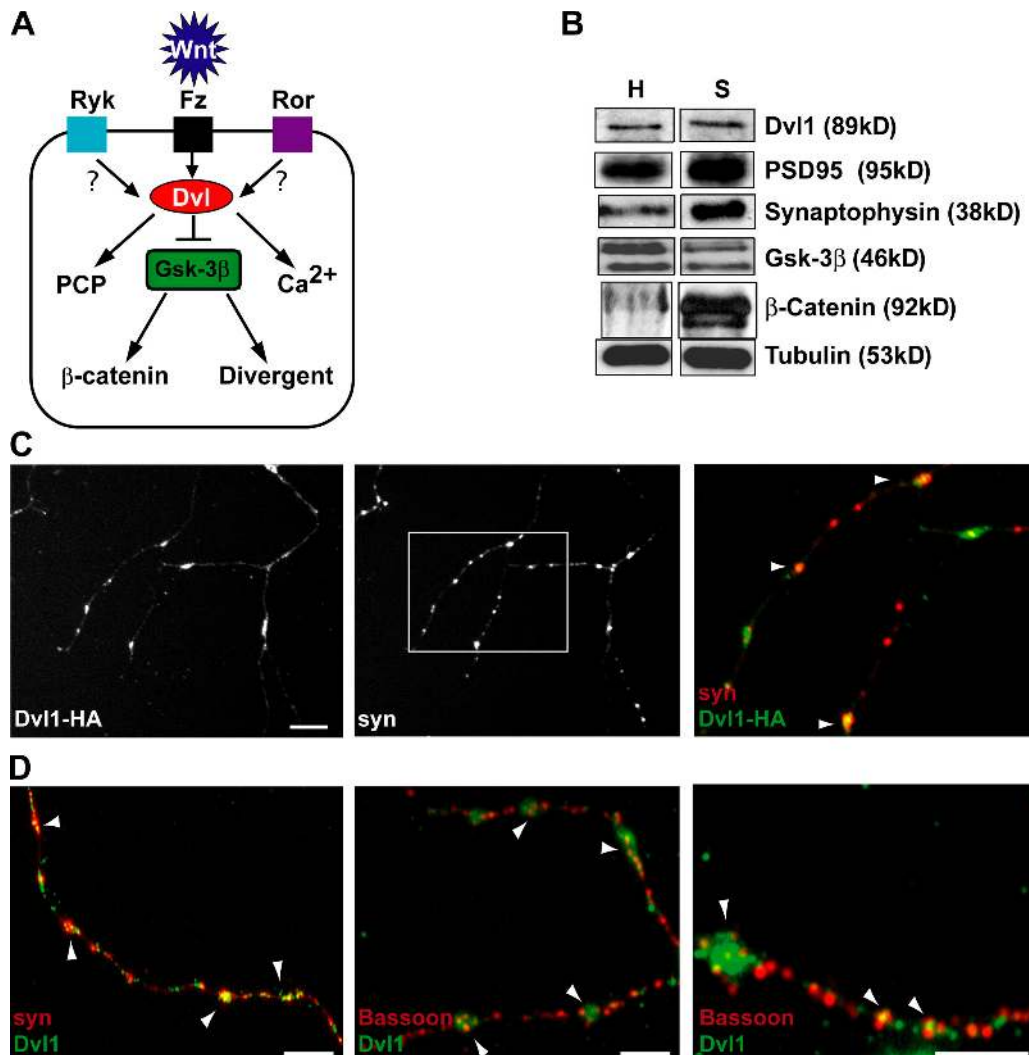 A
Wnt
Ryk Fz Ror
? ?
Dvl
Gsk-3β
PCP Ca2+
β-catenin Divergent
B
H S
Dvl1 (89kD)
PSD95 (95kD)
Synaptophysin (38kD)
Gsk-3β (46kD)
β-Catenin (92kD)
Tubulin (53kD)
C
Dvl1-HA
syn
syn
Dvl1-HA
D
syn
Dvl1
Bassoon
Dvl1
Bassoon
Dvl1